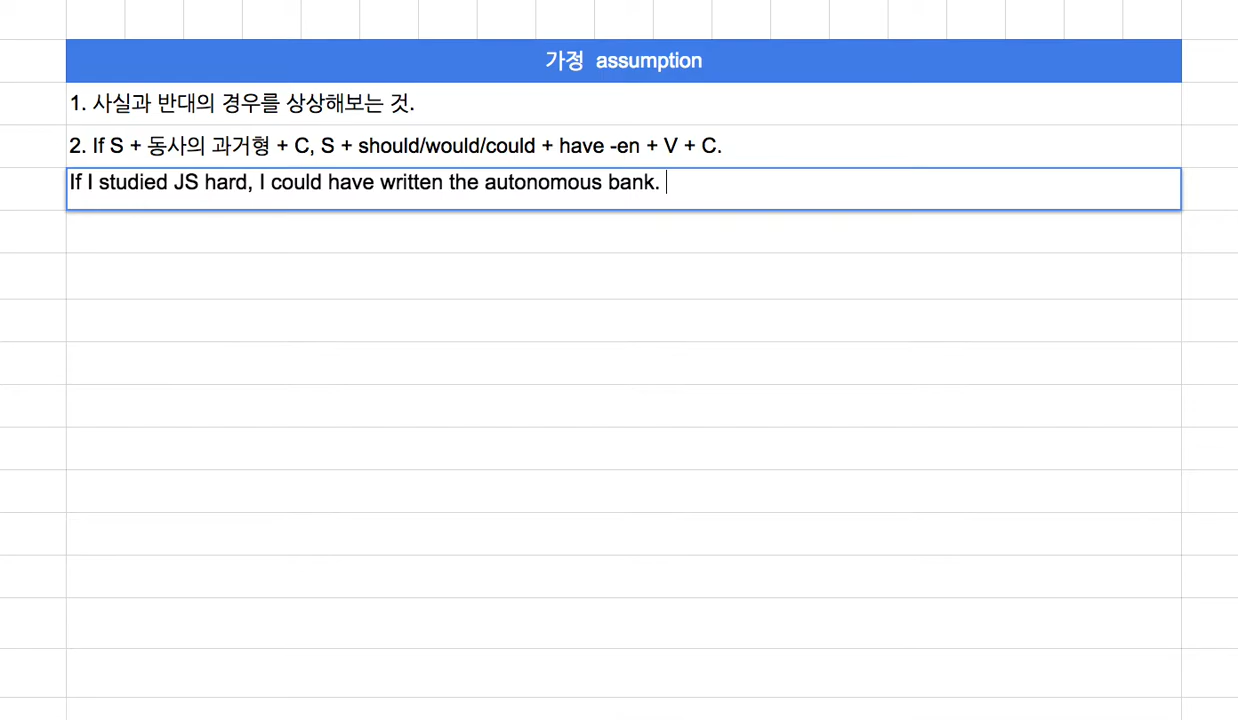 가정 assumption
1. 사실과 반대의 경우를 상상해보는 것.
2. If S + 동사의 과거형 + C, S + should/would/could + have -en + V + C.
If I studied JS hard, I could have written the autonomous bank.